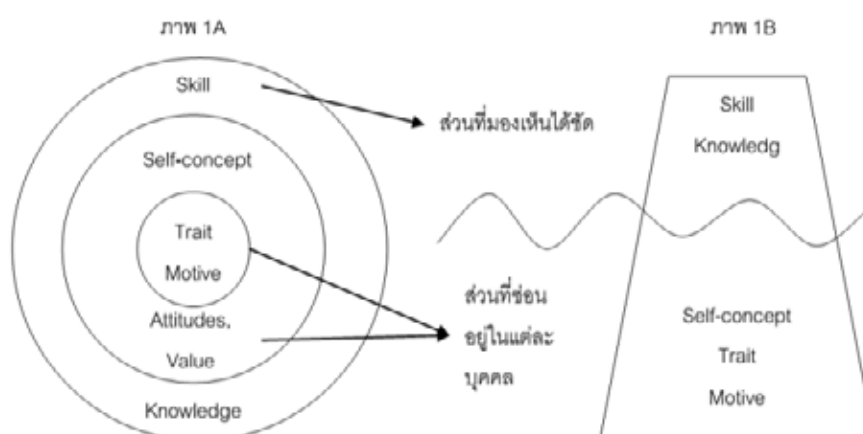 ภาพ 1A
ภาพ 1B
Skill
Self-concept
Trait
Motive
Attitudes,
Value
Knowledge
ส่วนที่มองเห็นได้ชัด
ส่วนที่ซ่อน
อยู่ในแต่ละ
บุคคล
Skill
Knowledg
Self-concept
Trait
Motive